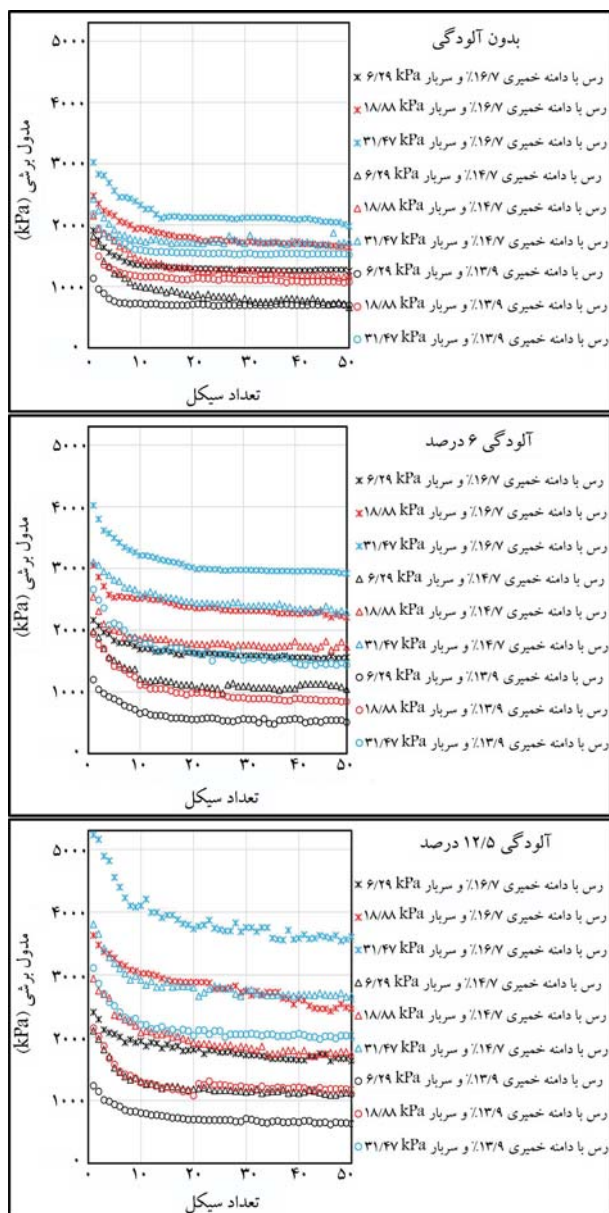 بدون آلودگی
رس با دامنه خمیری ۱۶/۷٪ و سربار ۶/۲۹ kPa
رس با دامنه خمیری ۱۶/۷٪ و سربار ۱۸/۸۸ kPa
رس با دامنه خمیری ۱۶/۷٪ و سربار ۳۱/۴۷ kPa
رس با دامنه خمیری ۱۴/۷٪ و سربار ۶/۲۹ kPa
رس با دامنه خمیری ۱۴/۷٪ و سربار ۱۸/۸۸ kPa
رس با دامنه خمیری ۱۴/۷٪ و سربار ۳۱/۴۷ kPa
رس با دامنه خمیری ۱۳/۹٪ و سربار ۶/۲۹ kPa
رس با دامنه خمیری ۱۳/۹٪ و سربار ۱۸/۸۸ kPa
رس با دامنه خمیری ۱۳/۹٪ و سربار ۳۱/۴۷ kPa
مدول برشی (kPa)
۵۰۰۰
۴۰۰۰
۳۰۰۰
۲۰۰۰
۱۰۰۰
۰
۰ ۱۰ ۲۰ ۳۰ ۴۰ ۵۰
تعداد سیکل
آلودگی ۶ درصد
رس با دامنه خمیری ۱۶/۷٪ و سربار ۶/۲۹ kPa
رس با دامنه خمیری ۱۶/۷٪ و سربار ۱۸/۸۸ kPa
رس با دامنه خمیری ۱۶/۷٪ و سربار ۳۱/۴۷ kPa
رس با دامنه خمیری ۱۴/۷٪ و سربار ۶/۲۹ kPa
رس با دامنه خمیری ۱۴/۷٪ و سربار ۱۸/۸۸ kPa
رس با دامنه خمیری ۱۴/۷٪ و سربار ۳۱/۴۷ kPa
رس با دامنه خمیری ۱۳/۹٪ و سربار ۶/۲۹ kPa
رس با دامنه خمیری ۱۳/۹٪ و سربار ۱۸/۸۸ kPa
رس با دامنه خمیری ۱۳/۹٪ و سربار ۳۱/۴۷ kPa
مدول برشی (kPa)
۵۰۰۰
۴۰۰۰
۳۰۰۰
۲۰۰۰
۱۰۰۰
۰
۰ ۱۰ ۲۰ ۳۰ ۴۰ ۵۰
تعداد سیکل
آلودگی ۱۲/۵ درصد
رس با دامنه خمیری ۱۶/۷٪ و سربار ۶/۲۹ kPa
رس با دامنه خمیری ۱۶/۷٪ و سربار ۱۸/۸۸ kPa
رس با دامنه خمیری ۱۶/۷٪ و سربار ۳۱/۴۷ kPa
رس با دامنه خمیری ۱۴/۷٪ و سربار ۶/۲۹ kPa
رس با دامنه خمیری ۱۴/۷٪ و سربار ۱۸/۸۸ kPa
رس با دامنه خمیری ۱۴/۷٪ و سربار ۳۱/۴۷ kPa
رس با دامنه خمیری ۱۳/۹٪ و سربار ۶/۲۹ kPa
رس با دامنه خمیری ۱۳/۹٪ و سربار ۱۸/۸۸ kPa
رس با دامنه خمیری ۱۳/۹٪ و سربار ۳۱/۴۷ kPa
مدول برشی (kPa)
۵۰۰۰
۴۰۰۰
۳۰۰۰
۲۰۰۰
۱۰۰۰
۰
۰ ۱۰ ۲۰ ۳۰ ۴۰ ۵۰
تعداد سیکل